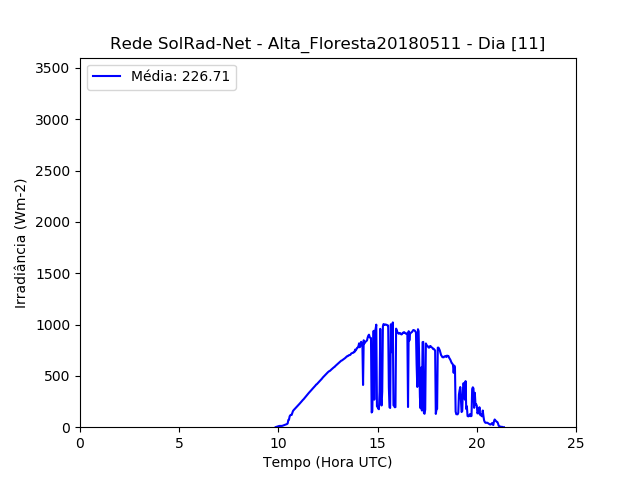 Rede SolRad-Net - Alta_Floresta20180511 - Dia [11]
Média: 226.71
Irradiância (Wm-2)
3500
3000
2500
2000
1500
1000
500
0
0 5 10 15 20 25
Tempo (Hora UTC)